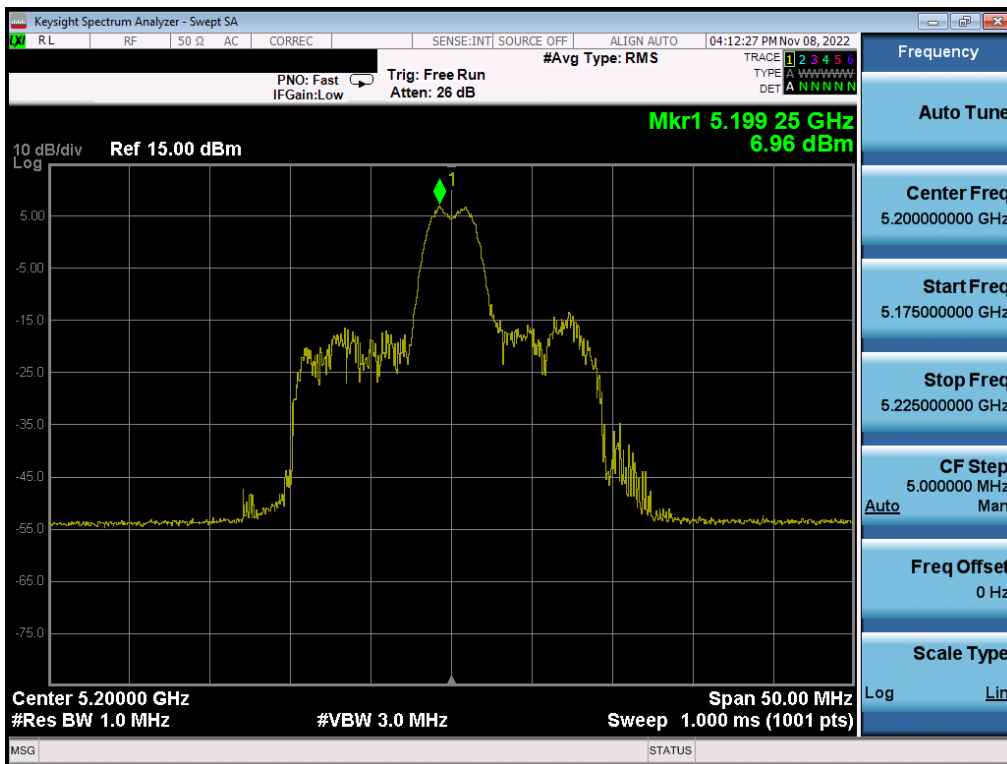 Keysight Spectrum Analyzer - Swept SA
LXI RL RF 50 Ω AC CORREC SENSE:INT SOURCE OFF ALIGN AUTO 04:12:27 PM Nov 08, 2022
#Avg Type: RMS
TRACE 1 2 3 4 5 6
PNO: Fast
Trig: Free Run
TYPE A WWWWW
IFGain:Low
Atten: 26 dB
DET A N N N N N
Mkr1 5.199 25 GHz
6.96 dBm
10 dB/div Ref 15.00 dBm
Log
1
5.00
-5.00
-15.0
-25.0
-35.0
-45.0
-55.0
-65.0
-75.0
Center 5.20000 GHz Span 50.00 MHz
#Res BW 1.0 MHz #VBW 3.0 MHz Sweep 1.000 ms (1001 pts)
MSG STATUS
Frequency
Auto Tune
Center Freq
5.200000000 GHz
Start Freq
5.175000000 GHz
Stop Freq
5.225000000 GHz
CF Step
5.000000 MHz
Auto Man
Freq Offset
0 Hz
Scale Type
Log Lin